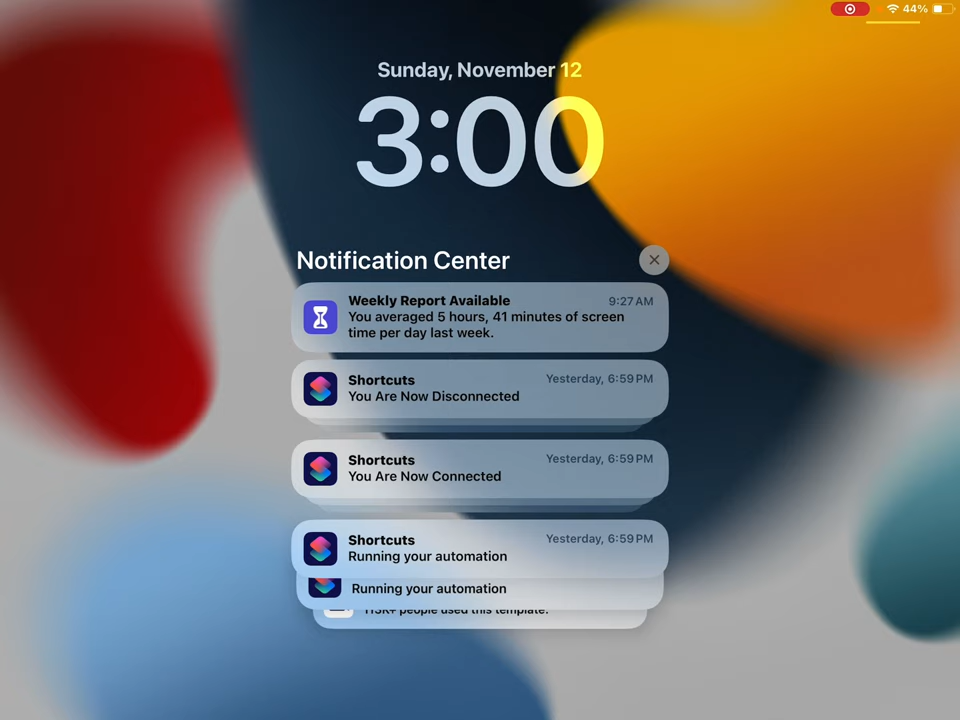 44%
Sunday, November 12
3:00
Notification Center
Weekly Report Available 9:27 AM
You averaged 5 hours, 41 minutes of screen
time per day last week.
Shortcuts Yesterday, 6:59 PM
You Are Now Disconnected
Shortcuts Yesterday, 6:59 PM
You Are Now Connected
Shortcuts Yesterday, 6:59 PM
Running your automation
Running your automation
people used this template.